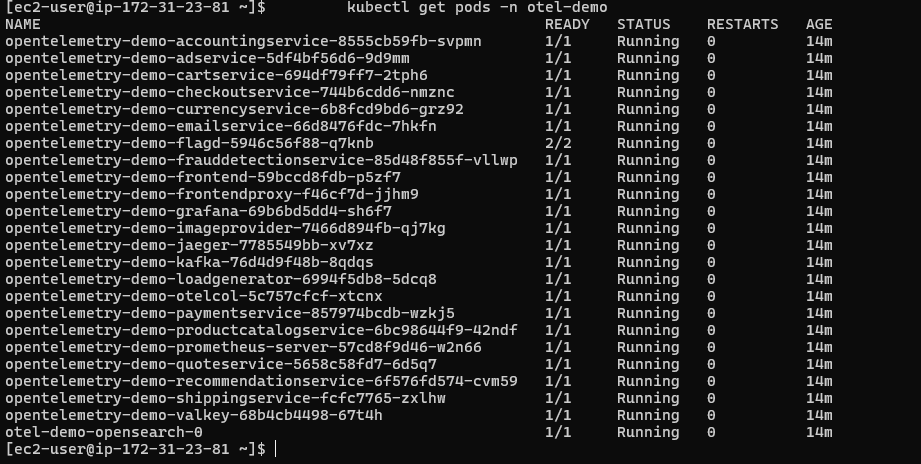 [ec2-user@ip-172-31-23-81 ~]$         kubectl get pods -n otel-demo
NAME                                                        READY   STATUS    RESTARTS   AGE
opentelemetry-demo-accountingservice-8555cb59fb-svpmn       1/1     Running   0          14m
opentelemetry-demo-adservice-5df4bf56d6-9d9mm               1/1     Running   0          14m
opentelemetry-demo-cartservice-694df79ff7-2tph6             1/1     Running   0          14m
opentelemetry-demo-checkoutservice-744b6cdd6-nmznc          1/1     Running   0          14m
opentelemetry-demo-currencyservice-6b8fcd9bd6-grz92         1/1     Running   0          14m
opentelemetry-demo-emailservice-66d8476fdc-7hkfn            1/1     Running   0          14m
opentelemetry-demo-flagd-5946c56f88-q7knb                   2/2     Running   0          14m
opentelemetry-demo-frauddetectionservice-85d48f855f-vllwp   1/1     Running   0          14m
opentelemetry-demo-frontend-59bccd8fdb-p5zf7                1/1     Running   0          14m
opentelemetry-demo-frontendproxy-f46cf7d-jjhm9              1/1     Running   0          14m
opentelemetry-demo-grafana-69b6bd5dd4-sh6f7                 1/1     Running   0          14m
opentelemetry-demo-imageprovider-7466d894fb-qj7kg           1/1     Running   0          14m
opentelemetry-demo-jaeger-7785549bb-xv7xz                   1/1     Running   0          14m
opentelemetry-demo-kafka-76d4d9f48b-8qdqs                   1/1     Running   0          14m
opentelemetry-demo-loadgenerator-6994f5db8-5dcq8            1/1     Running   0          14m
opentelemetry-demo-otelcol-5c757cfcf-xtcnx                  1/1     Running   0          14m
opentelemetry-demo-paymentservice-857974bcdb-wzkj5          1/1     Running   0          14m
opentelemetry-demo-productcatalogservice-6bc98644f9-42ndf   1/1     Running   0          14m
opentelemetry-demo-prometheus-server-57cd8f9d46-w2n66       1/1     Running   0          14m
opentelemetry-demo-quoteservice-5658c58fd7-6d5q7            1/1     Running   0          14m
opentelemetry-demo-recommendationservice-6f576fd574-cvm59   1/1     Running   0          14m
opentelemetry-demo-shippingservice-fcfc7765-zxlhw           1/1     Running   0          14m
opentelemetry-demo-valkey-68b4cb4498-67t4h                  1/1     Running   0          14m
otel-demo-opensearch-0                                      1/1     Running   0          14m
[ec2-user@ip-172-31-23-81 ~]$